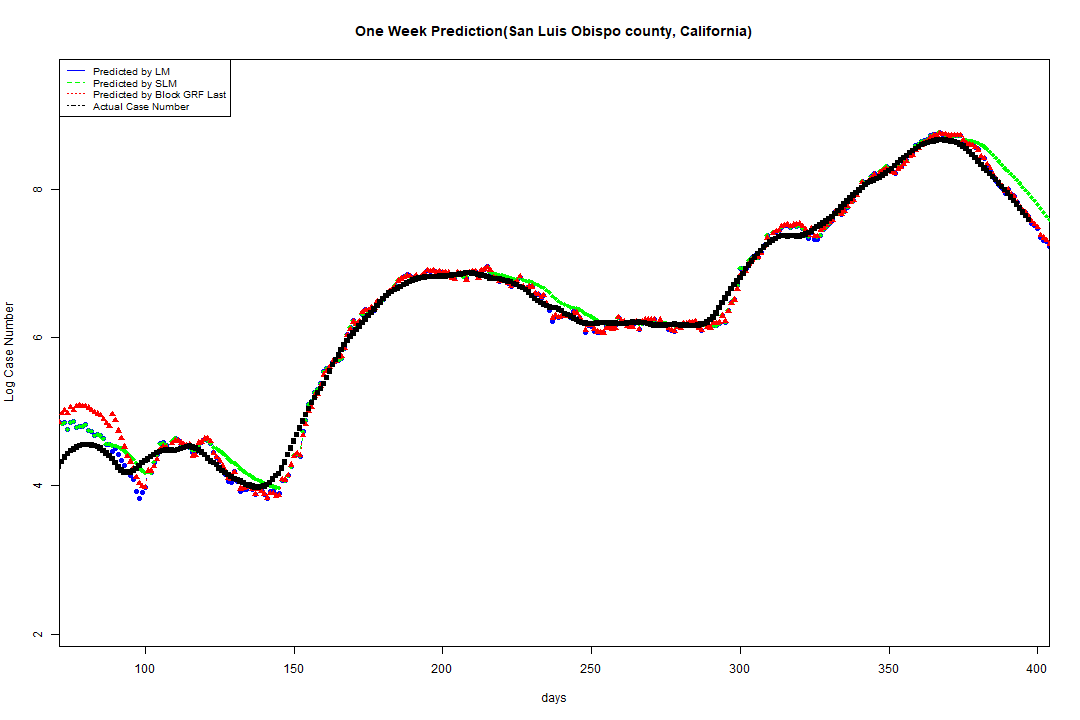 One Week Prediction(San Luis Obispo county, California)
Predicted by LM
Predicted by SLM
Predicted by Block GRF Last
Actual Case Number
Log Case Number
8
6
4
2
100 150 200 250 300 350 400
days